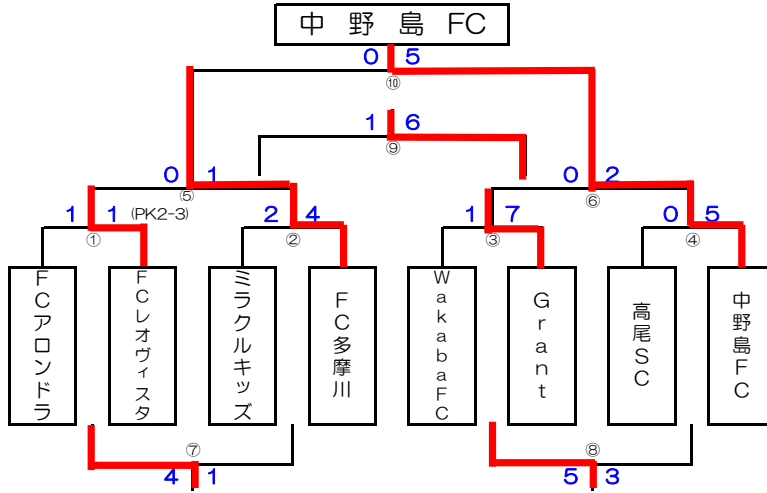 中野島FC
0 5
⑩
1 6
⑨
0 1
⑤
0 2
⑥
1 1 (PK2-3)
①
2 4
②
1 7
③
0 5
④
FCアロンドラ
FCレオヴィスタ
ミラクルキッズ
FC多摩川
WakabaFC
Grant
高尾SC
中野島FC
⑦
4 1
⑧
5 3